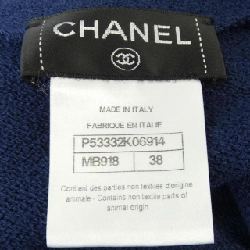 CHANEL
MADE IN ITALY
FABRIQUE EN ITALIE
P53332K06914
MB918 38
Contient des parties non textiles d'origine
animale - Contains non textile parts of
animal origin